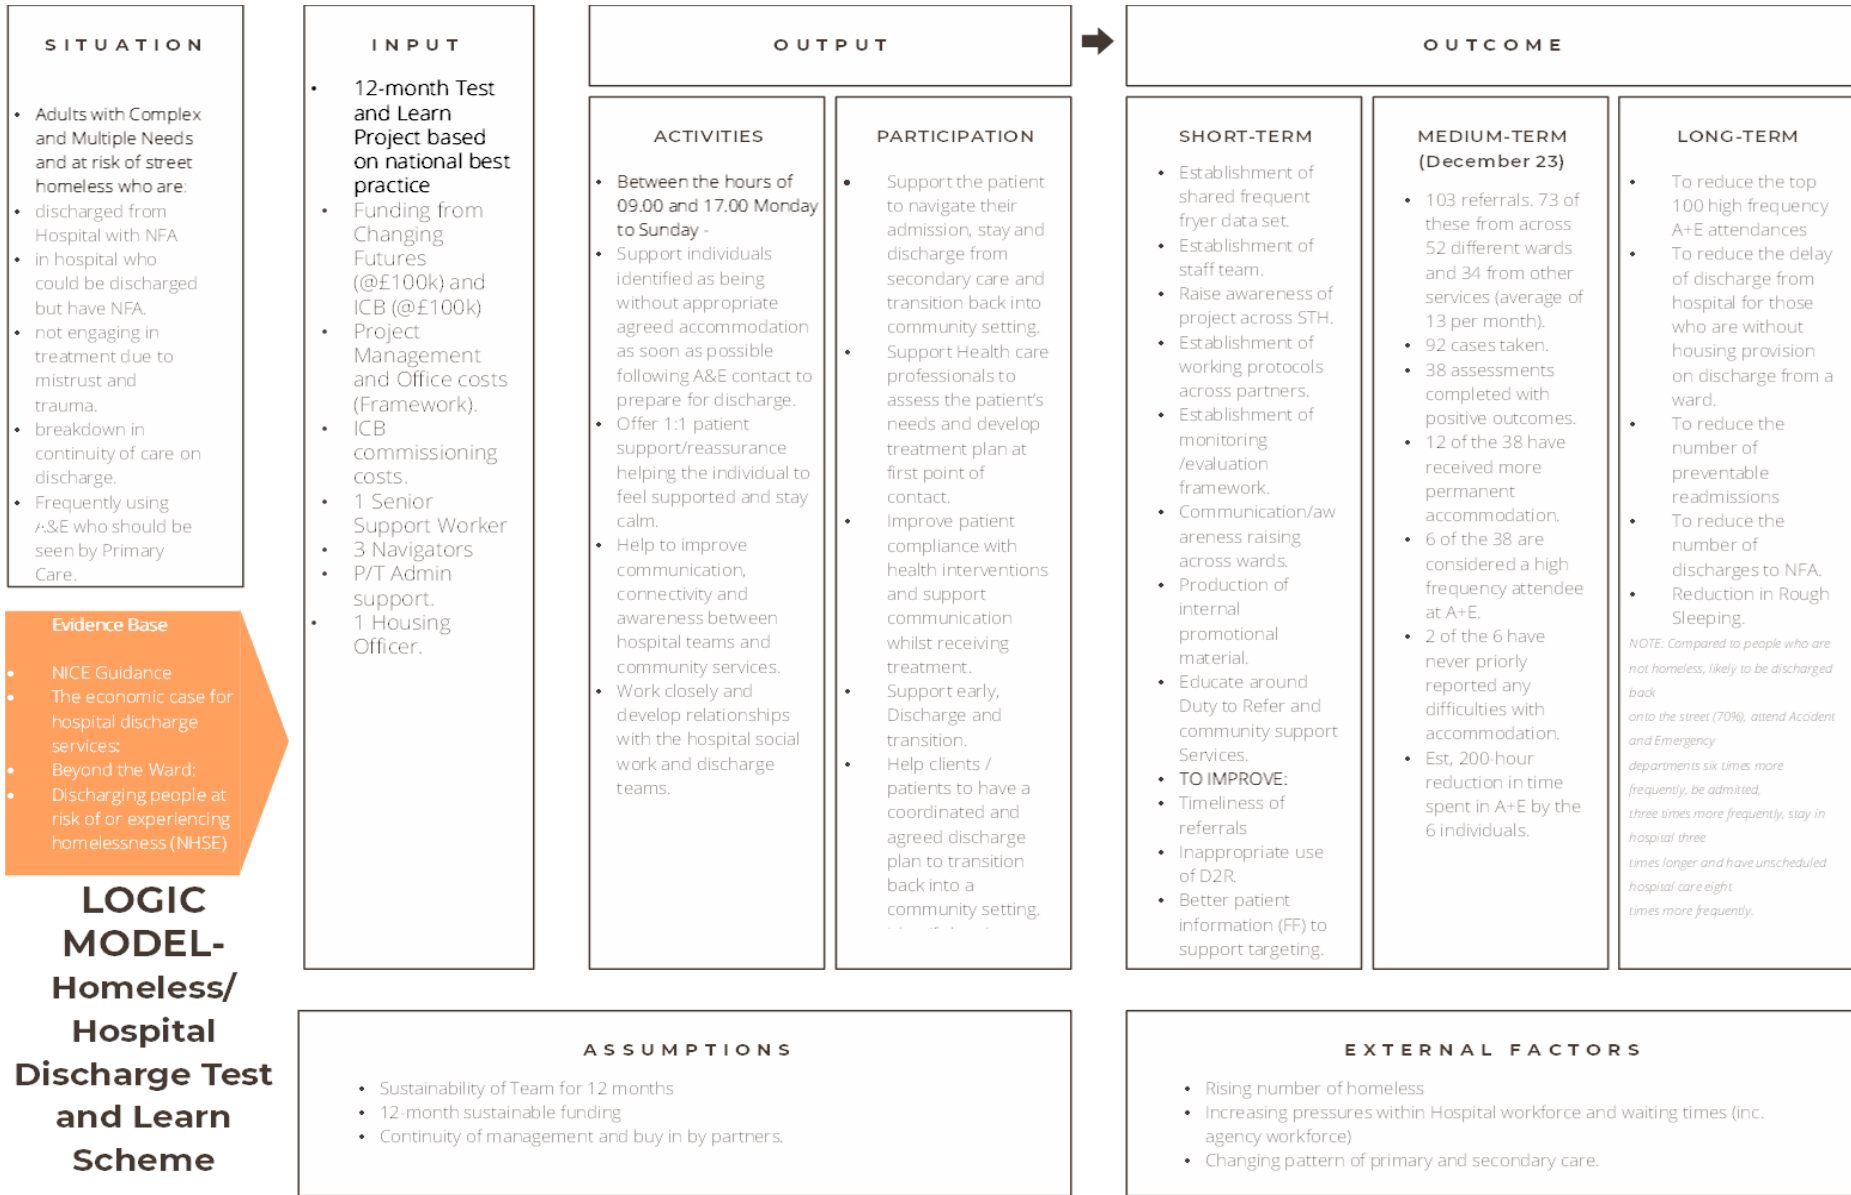 SITUATION
• Adults with Complex
and Multiple Needs
and at risk of street
homeless who are:
• discharged from
Hospital with NFA
• in hospital who
could be discharged
but have NFA.
• not engaging in
treatment due to
mistrust and
trauma.
• breakdown in
continuity of care on
discharge.
• Frequently using
A&E who should be
seen by Primary
Care.
Evidence Base
• NICE Guidance
• The economic case for
hospital discharge
services:
• Beyond the Ward:
• Discharging people at
risk of or experiencing
homelessness (NHSE)
LOGIC
MODEL-
Homeless/
Hospital
Discharge Test
and Learn
Scheme
INPUT
• 12-month Test
and Learn
Project based
on national best
practice
• Funding from
Changing
Futures
(@£100k) and
ICB (@£100k)
• Project
Management
and Office costs
(Framework).
• ICB
commissioning
costs.
• 1 Senior
Support Worker
• 3 Navigators
• P/T Admin
support.
• 1 Housing
Officer.
OUTPUT
ACTIVITIES
• Between the hours of
09.00 and 17.00 Monday
to Sunday -
• Support individuals
identified as being
without appropriate
agreed accommodation
as soon as possible
following A&E contact to
prepare for discharge.
• Offer 1:1 patient
support/reassurance
helping the individual to
feel supported and stay
calm.
• Help to improve
communication,
connectivity and
awareness between
hospital teams and
community services.
• Work closely and
develop relationships
with the hospital social
work and discharge
teams.
PARTICIPATION
• Support the patient
to navigate their
admission, stay and
discharge from
secondary care and
transition back into
community setting.
• Support Health care
professionals to
assess the patient's
needs and develop
treatment plan at
first point of
contact.
• Improve patient
compliance with
health interventions
and support
communication
whilst receiving
treatment.
• Support early,
Discharge and
transition.
• Help clients /
patients to have a
coordinated and
agreed discharge
plan to transition
back into a
community setting.
OUTCOME
SHORT-TERM
• Establishment of
shared frequent
fryer data set.
• Establishment of
staff team.
• Raise awareness of
project across STH.
• Establishment of
working protocols
across partners.
• Establishment of
monitoring
/evaluation
framework.
• Communication/aw
areness raising
across wards.
• Production of
internal
promotional
material.
• Educate around
Duty to Refer and
community support
Services.
• TO IMPROVE:
• Timeliness of
referrals
• Inappropriate use
of D2R.
• Better patient
information (FF) to
support targeting.
MEDIUM-TERM
(December 23)
• 103 referrals. 73 of
these from across
52 different wards
and 34 from other
services (average of
13 per month).
• 92 cases taken.
• 38 assessments
completed with
positive outcomes.
• 12 of the 38 have
received more
permanent
accommodation.
• 6 of the 38 are
considered a high
frequency attendee
at A+E.
• 2 of the 6 have
never priorly
reported any
difficulties with
accommodation.
• Est, 200-hour
reduction in time
spent in A+E by the
6 individuals.
LONG-TERM
• To reduce the top
100 high frequency
A+E attendances
• To reduce the delay
of discharge from
hospital for those
who are without
housing provision
on discharge from a
ward.
• To reduce the
number of
preventable
readmissions
• To reduce the
number of
discharges to NFA.
• Reduction in Rough
Sleeping.
NOTE: Compared to people who are
not homeless, likely to be discharged
back
onto the street (70%), attend Accident
and Emergency
departments six times more
frequently, be admitted,
three times more frequently, stay in
hospital three
times longer and have unscheduled
hospital care eight
times more frequently.
ASSUMPTIONS
• Sustainability of Team for 12 months
• 12-month sustainable funding
• Continuity of management and buy in by partners.
EXTERNAL FACTORS
• Rising number of homeless
• Increasing pressures within Hospital workforce and waiting times (inc.
agency workforce)
• Changing pattern of primary and secondary care.